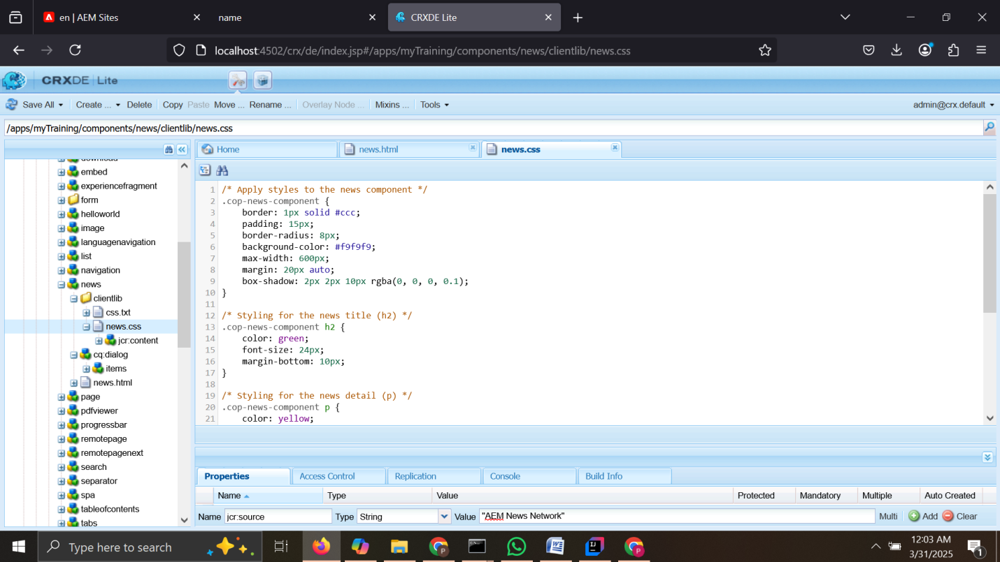 en | AEM Sites
name
CRXDE Lite
localhost:4502/crx/de/index.jsp#/apps/myTraining/components/news/clientlib/news.css
CRXDE | Lite
Save All
Create ...
Delete
Copy
Paste
Move ...
Rename ...
Overlay Node ...
Mixins ...
Tools
admin@crx.default
/apps/myTraining/components/news/clientlib/news.css
download
embed
experiencefragment
form
helloworld
image
languagenavigation
list
navigation
news
clientlib
css.txt
news.css
jcr:content
cq:dialog
items
news.html
page
pdfviewer
progressbar
remotepage
remotepagenext
search
separator
spa
tableofcontents
tabs
Home
news.html
news.css
1 /* Apply styles to the news component */
2 .cop-news-component {
3 border: 1px solid #ccc;
4 padding: 15px;
5 border-radius: 8px;
6 background-color: #f9f9f9;
7 max-width: 600px;
8 margin: 20px auto;
9 box-shadow: 2px 2px 10px rgba(0, 0, 0, 0.1);
10 }
11
12 /* Styling for the news title (h2) */
13 .cop-news-component h2 {
14 color: green;
15 font-size: 24px;
16 margin-bottom: 10px;
17 }
18
19 /* Styling for the news detail (p) */
20 .cop-news-component p {
21 color: yellow;
Properties
Access Control
Replication
Console
Build Info
Name Type Value Protected Mandatory Multiple Auto Created
Name jcr:source Type String Value "AEM News Network" Multi Add Clear
Type here to search
12:03 AM
3/31/2025
1